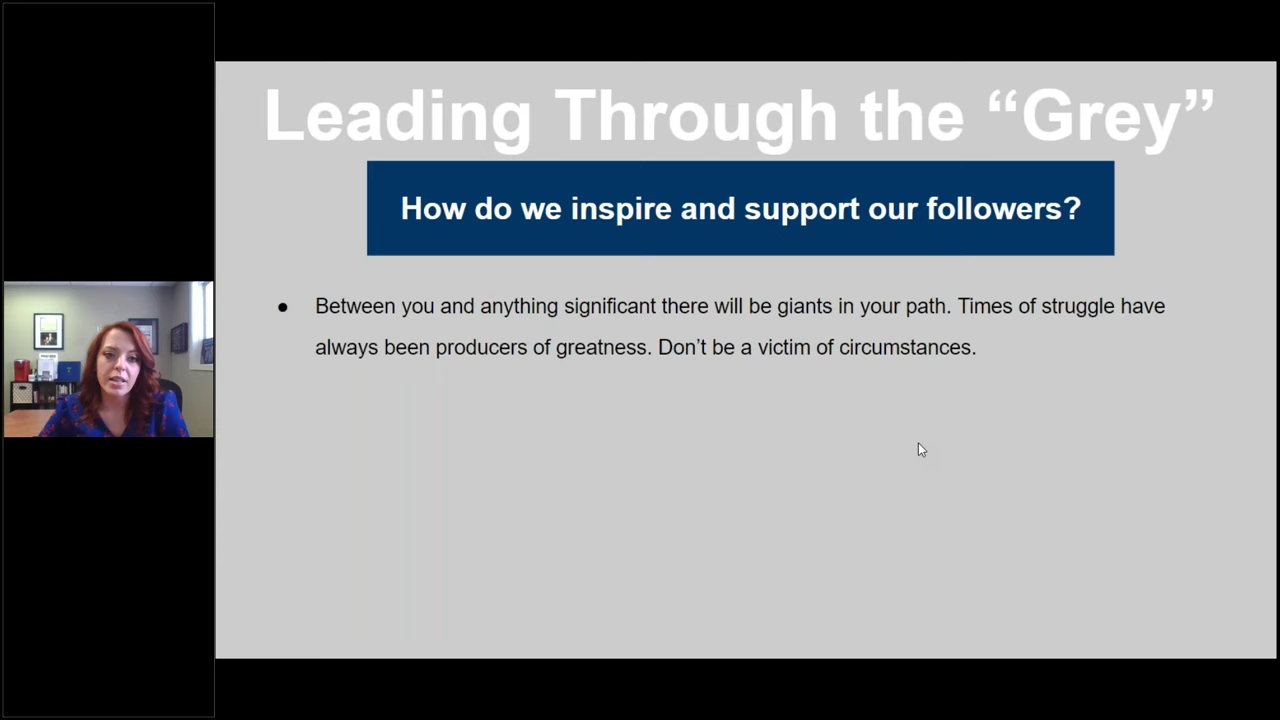 Leading Through the “Grey”
How do we inspire and support our followers?
● Between you and anything significant there will be giants in your path. Times of struggle have
always been producers of greatness. Don’t be a victim of circumstances.